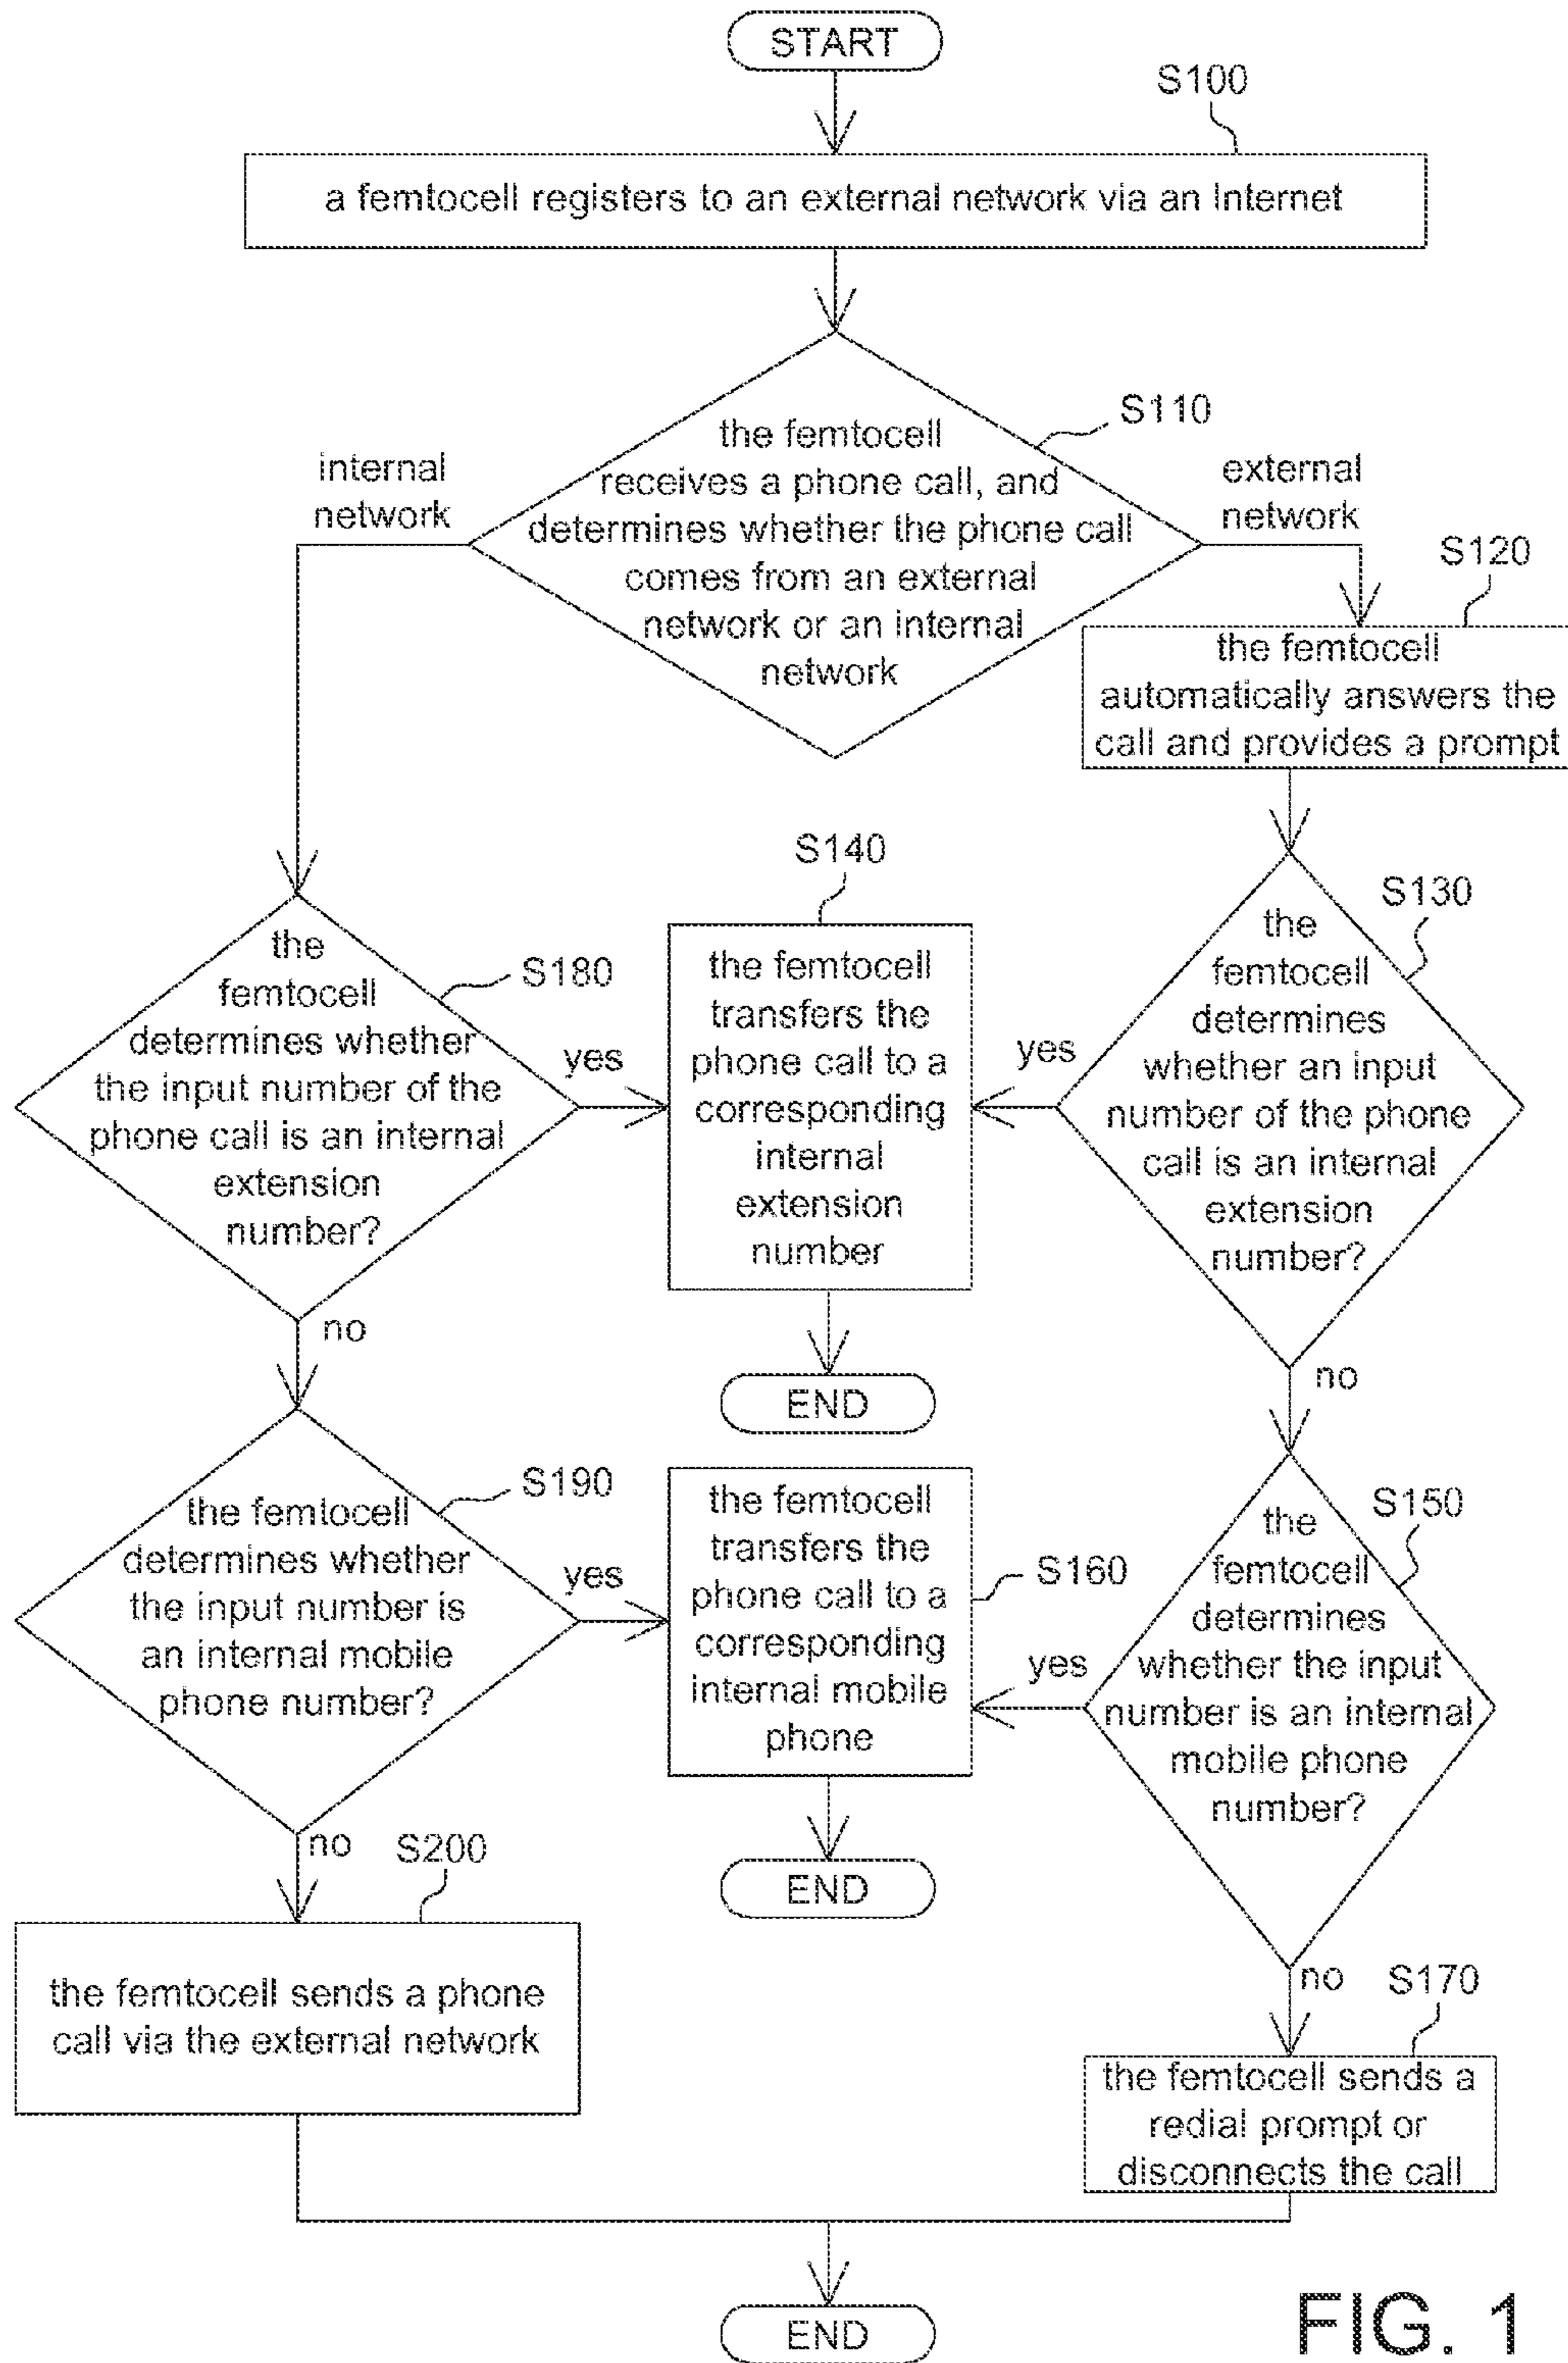 START
S100
a femtocell registers to an external network via an Internet
S110
the femtocell
receives a phone call, and
determines whether the phone call
comes from an external
network or an internal
network
internal
network
external
network
S120
the femtocell
automatically answers the
call and provides a prompt
S130
the
femtocell
determines
whether an input
number of the phone
call is an internal
extension
number?
yes
no
S140
the femtocell
transfers the
phone call to a
corresponding
internal
extension
number
END
S180
the
femtocell
determines whether
the input number of the
phone call is an internal
extension
number?
yes
no
S190
the femtocell
determines whether
the input number is
an internal mobile
phone number?
yes
no
S160
the femtocell
transfers the
phone call to a
corresponding
internal mobile
phone
END
S150
the
femtocell
determines
whether the input
number is an internal
mobile phone
number?
yes
no
S200
the femtocell sends a phone
call via the external network
S170
the femtocell sends a
redial prompt or
disconnects the call
END
FIG. 1